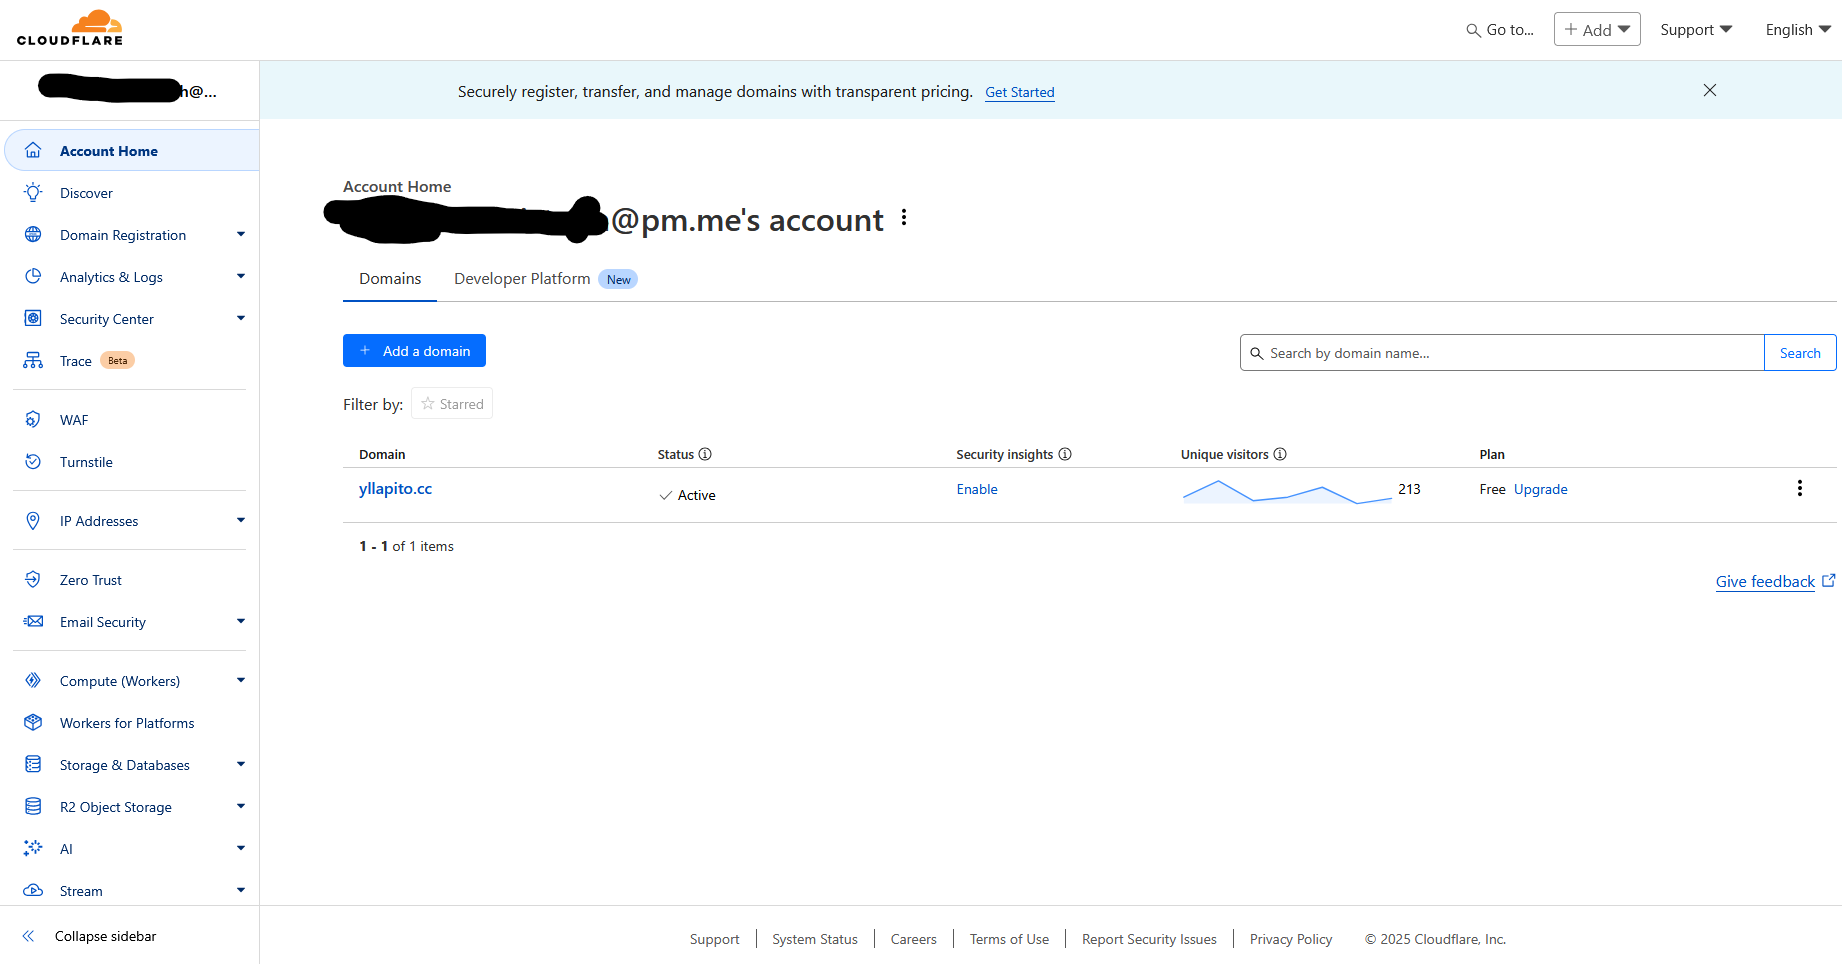 CLOUDFLARE
Go to...
Add
Support
English
h@...
Securely register, transfer, and manage domains with transparent pricing. Get Started
Account Home
Discover
Domain Registration
Analytics & Logs
Security Center
Trace Beta
WAF
Turnstile
IP Addresses
Zero Trust
Email Security
Compute (Workers)
Workers for Platforms
Storage & Databases
R2 Object Storage
AI
Stream
Collapse sidebar
Account Home
@pm.me's account
Domains
Developer Platform New
+ Add a domain
Search by domain name...
Search
Filter by: Starred
Domain Status Security insights Unique visitors Plan
yllapito.cc Active Enable 213 Free Upgrade
1 - 1 of 1 items
Give feedback
Support System Status Careers Terms of Use Report Security Issues Privacy Policy © 2025 Cloudflare, Inc.